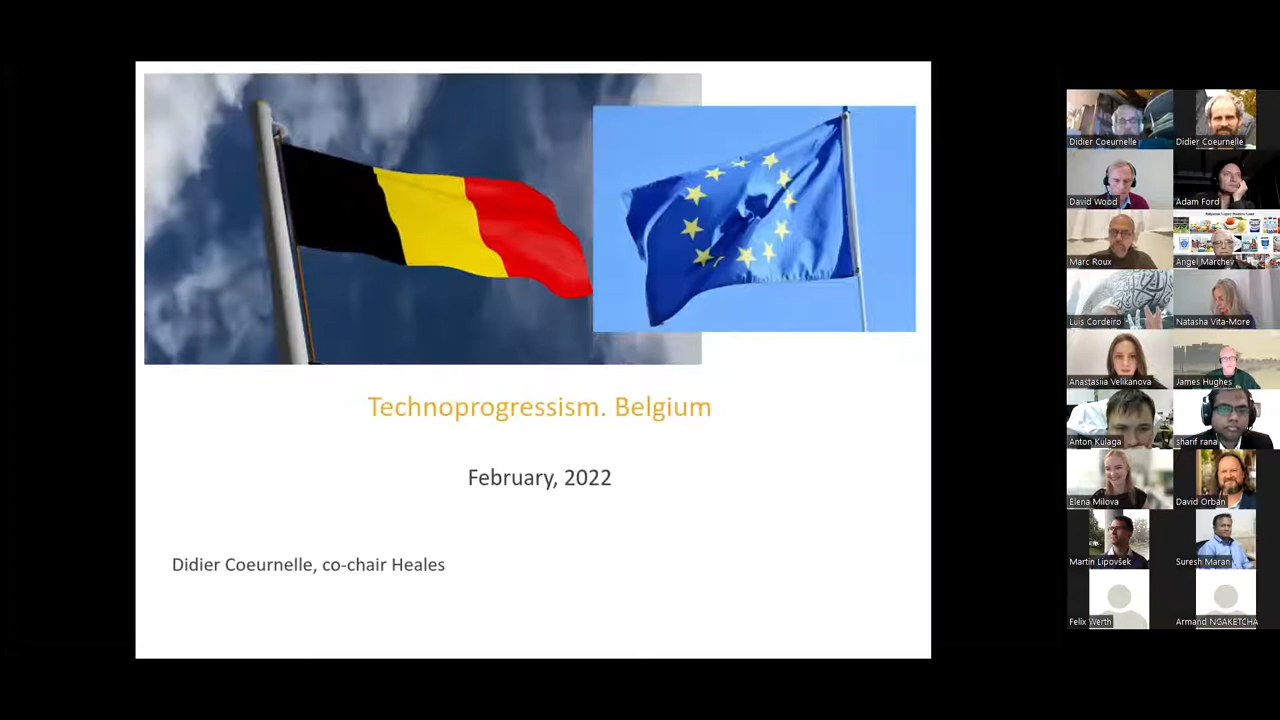 Technoprogressism. Belgium
February, 2022
Didier Coeurnelle, co-chair Heales
Didier Coeurnelle
Didier Coeurnelle
David Wood
Adam Ford
Marc Roux
Angel Marchev
Luis Cordeiro
Natasha Vita-More
Anastasiia Velikanova
James Hughes
Anton Kulaga
sharif rana
Elena Milova
David Orban
Martin Lipovšek
Suresh Maran
Felix Werth
Armand NGAKETCHA